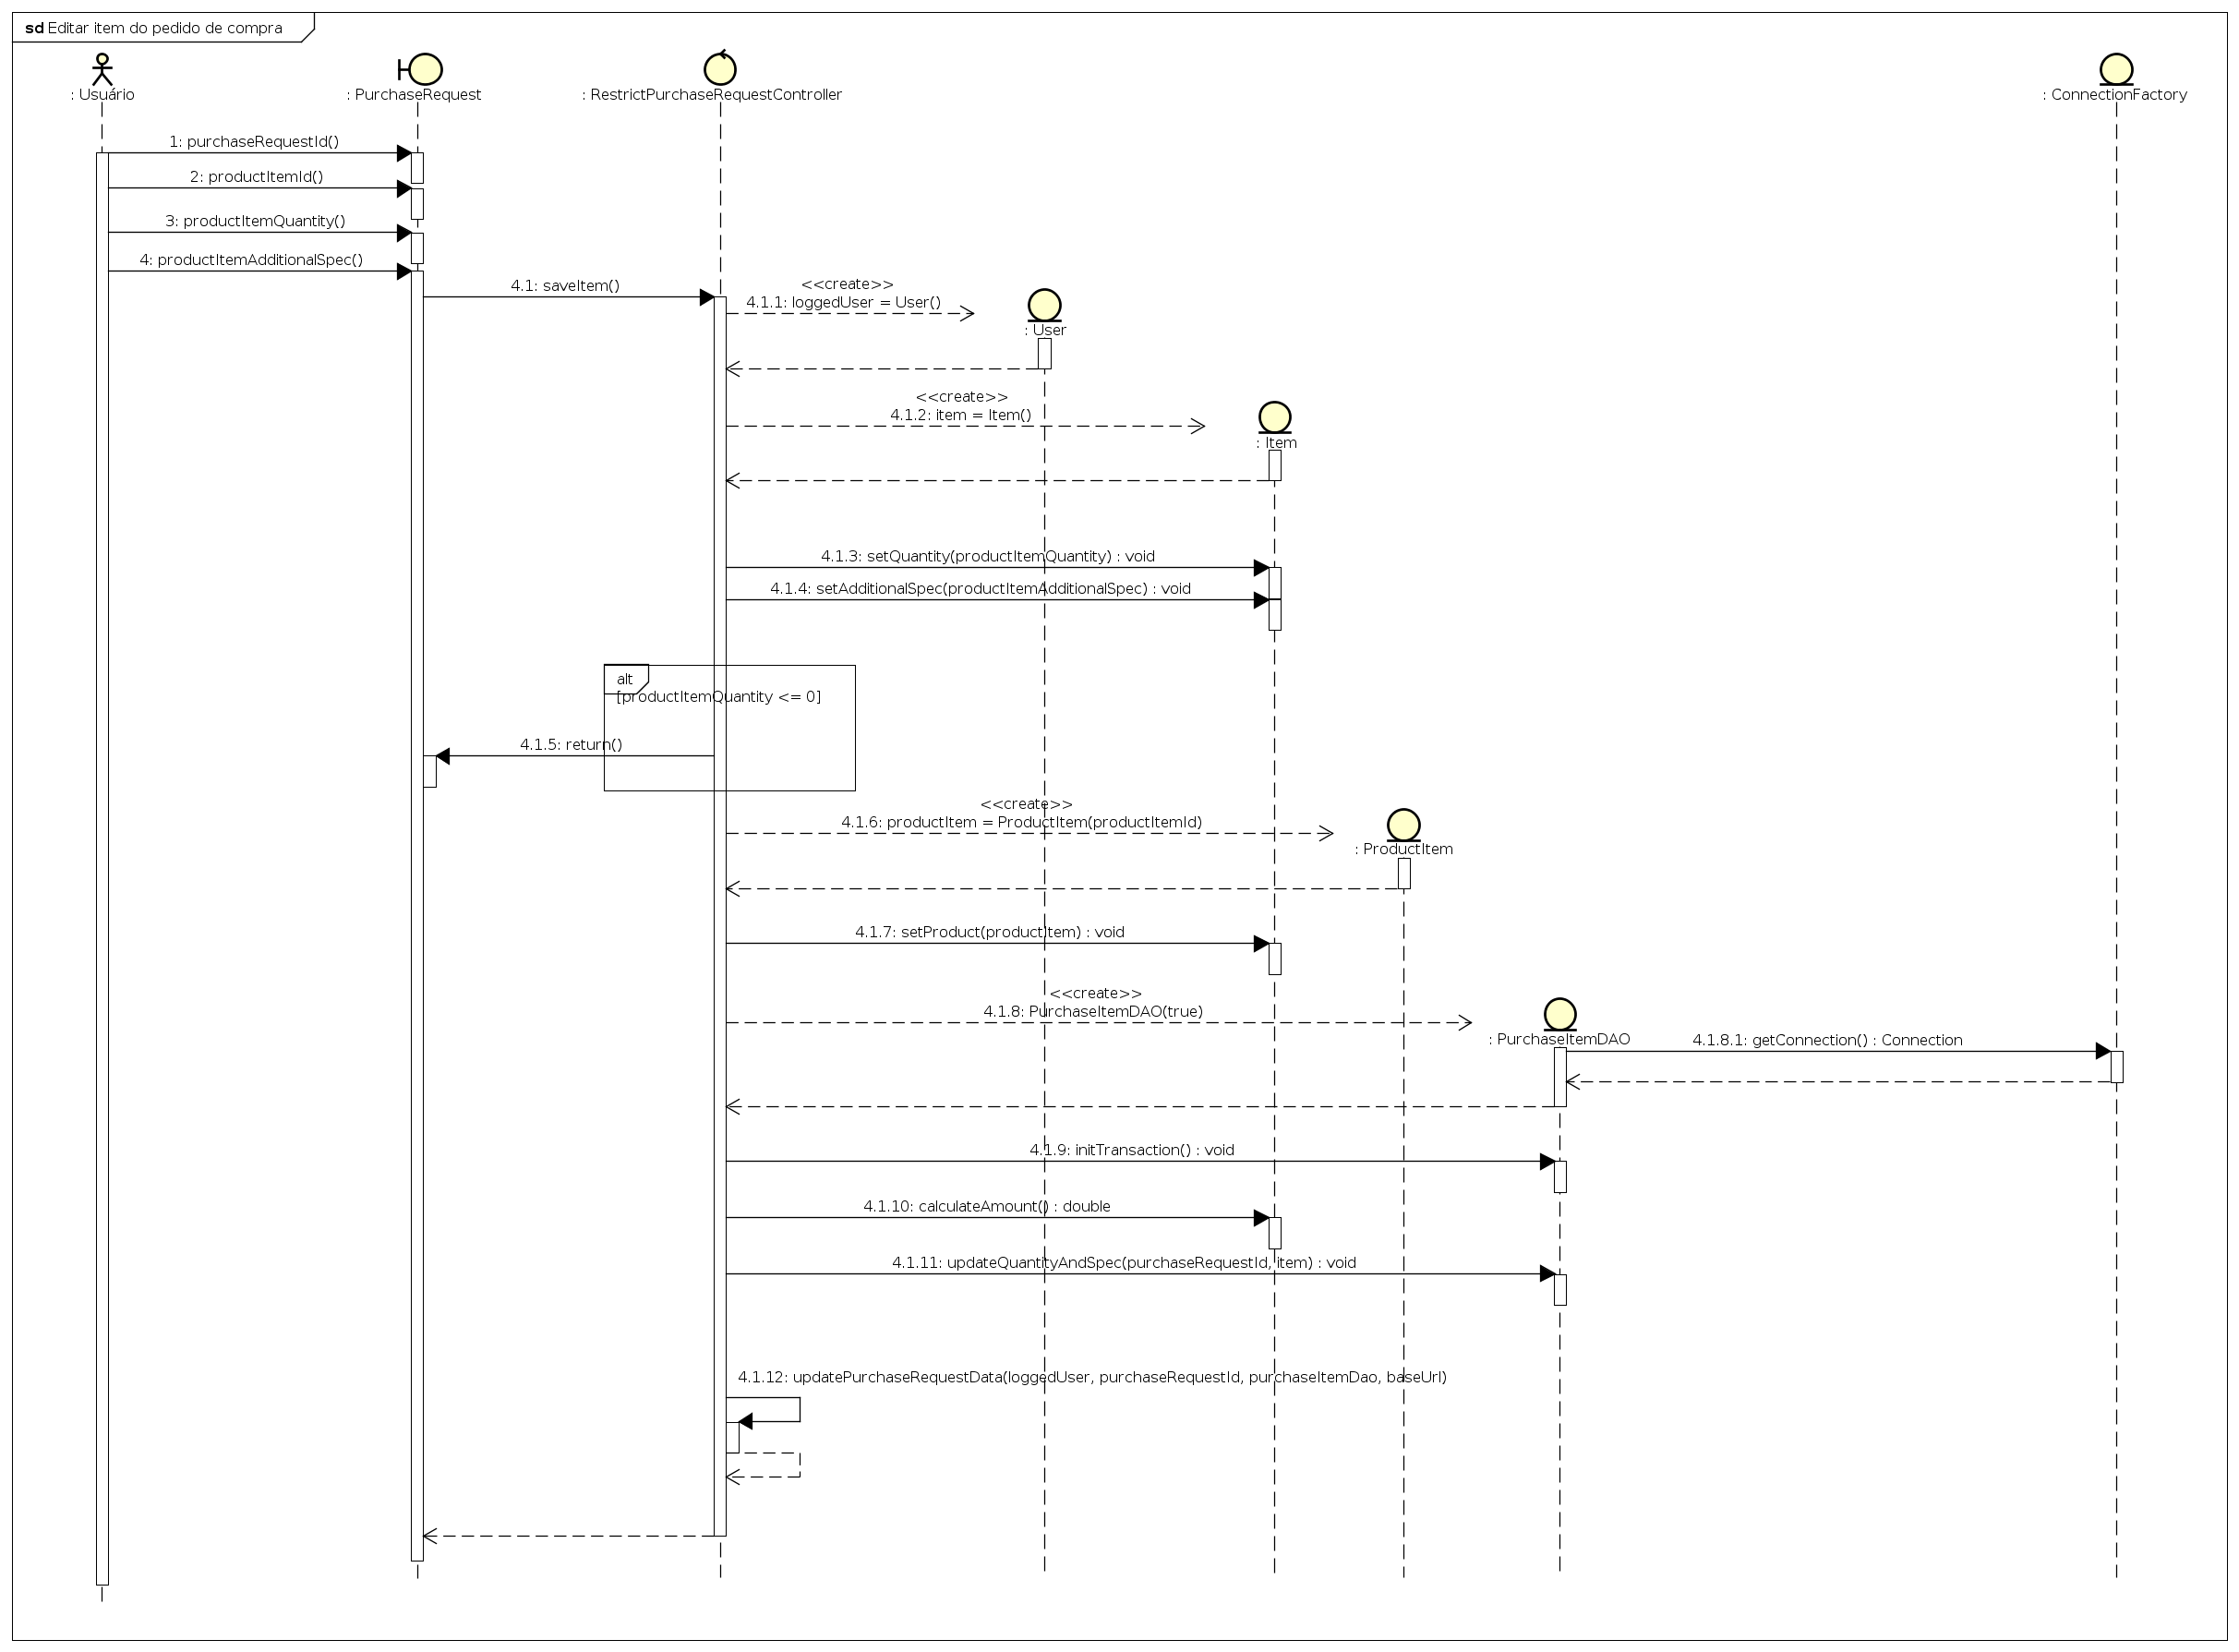 sd Editar item do pedido de compra
: Usuário
: PurchaseRequest
: RestrictPurchaseRequestController
: ConnectionFactory
1: purchaseRequestId()
2: productItemId()
3: productItemQuantity()
4: productItemAdditionalSpec()
4.1: saveItem()
<<create>>
4.1.1: loggedUser = User()
: User
<<create>>
4.1.2: item = Item()
: Item
4.1.3: setQuantity(productItemQuantity) : void
4.1.4: setAdditionalSpec(productItemAdditionalSpec) : void
alt
[productItemQuantity <= 0]
4.1.5: return()
<<create>>
4.1.6: productItem = ProductItem(productItemId)
: ProductItem
4.1.7: setProduct(productItem) : void
<<create>>
4.1.8: PurchaseItemDAO(true)
: PurchaseItemDAO
4.1.8.1: getConnection() : Connection
4.1.9: initTransaction() : void
4.1.10: calculateAmount() : double
4.1.11: updateQuantityAndSpec(purchaseRequestId, item) : void
4.1.12: updatePurchaseRequestData(loggedUser, purchaseRequestId, purchaseItemDao, baseUrl)